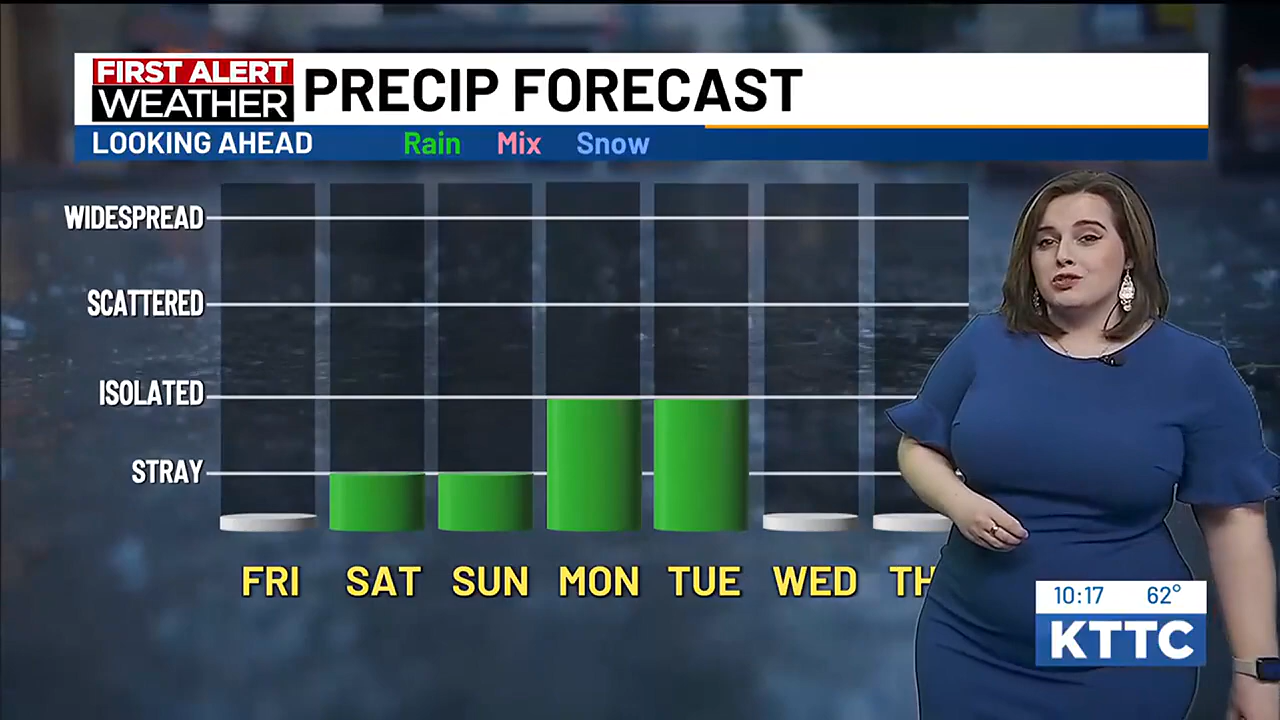 FIRST ALERT
WEATHER
PRECIP FORECAST
LOOKING AHEAD Rain Mix Snow
WIDESPREAD
SCATTERED
ISOLATED
STRAY
FRI SAT SUN MON TUE WED TH
10:17 62°
KTTC